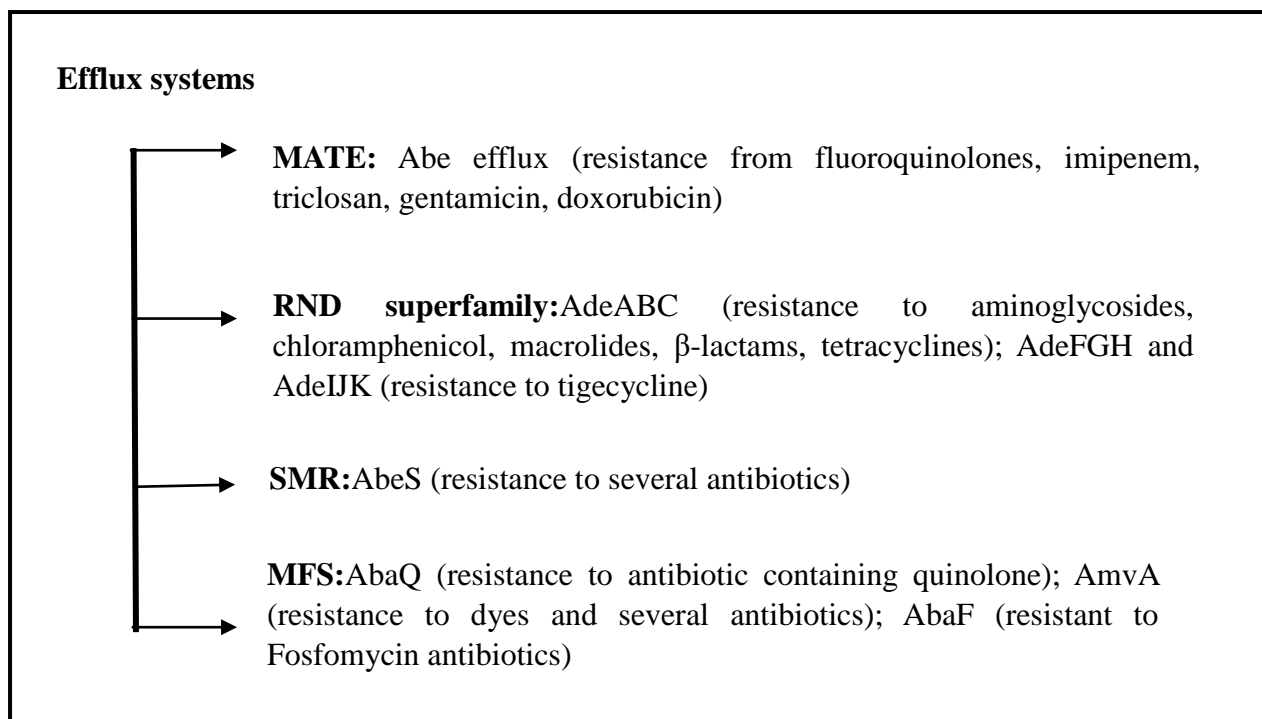 Efflux systems
MATE: Abe efflux (resistance from fluoroquinolones, imipenem,
triclosan, gentamicin, doxorubicin)
RND superfamily:AdeABC (resistance to aminoglycosides,
chloramphenicol, macrolides, β-lactams, tetracyclines); AdeFGH and
AdeIJK (resistance to tigecycline)
SMR:AbeS (resistance to several antibiotics)
MFS:AbaQ (resistance to antibiotic containing quinolone); AmvA
(resistance to dyes and several antibiotics); AbaF (resistant to
Fosfomycin antibiotics)